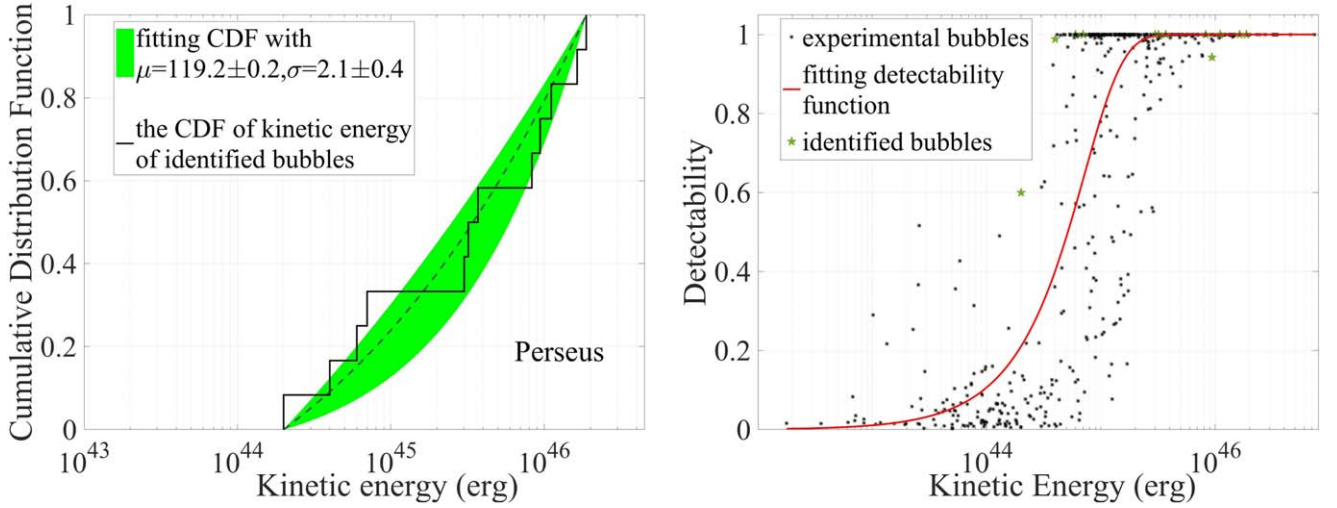 Cumulative Distribution Function
1
0.8
0.6
0.4
0.2
0
fitting CDF with
μ=119.2±0.2,σ=2.1±0.4
the CDF of kinetic energy
of identified bubbles
Perseus
10^43
10^44
10^45
10^46
Kinetic energy (erg)
Detectability
1
0.8
0.6
0.4
0.2
0
experimental bubbles
fitting detectability
function
identified bubbles
10^44
10^46
Kinetic Energy (erg)